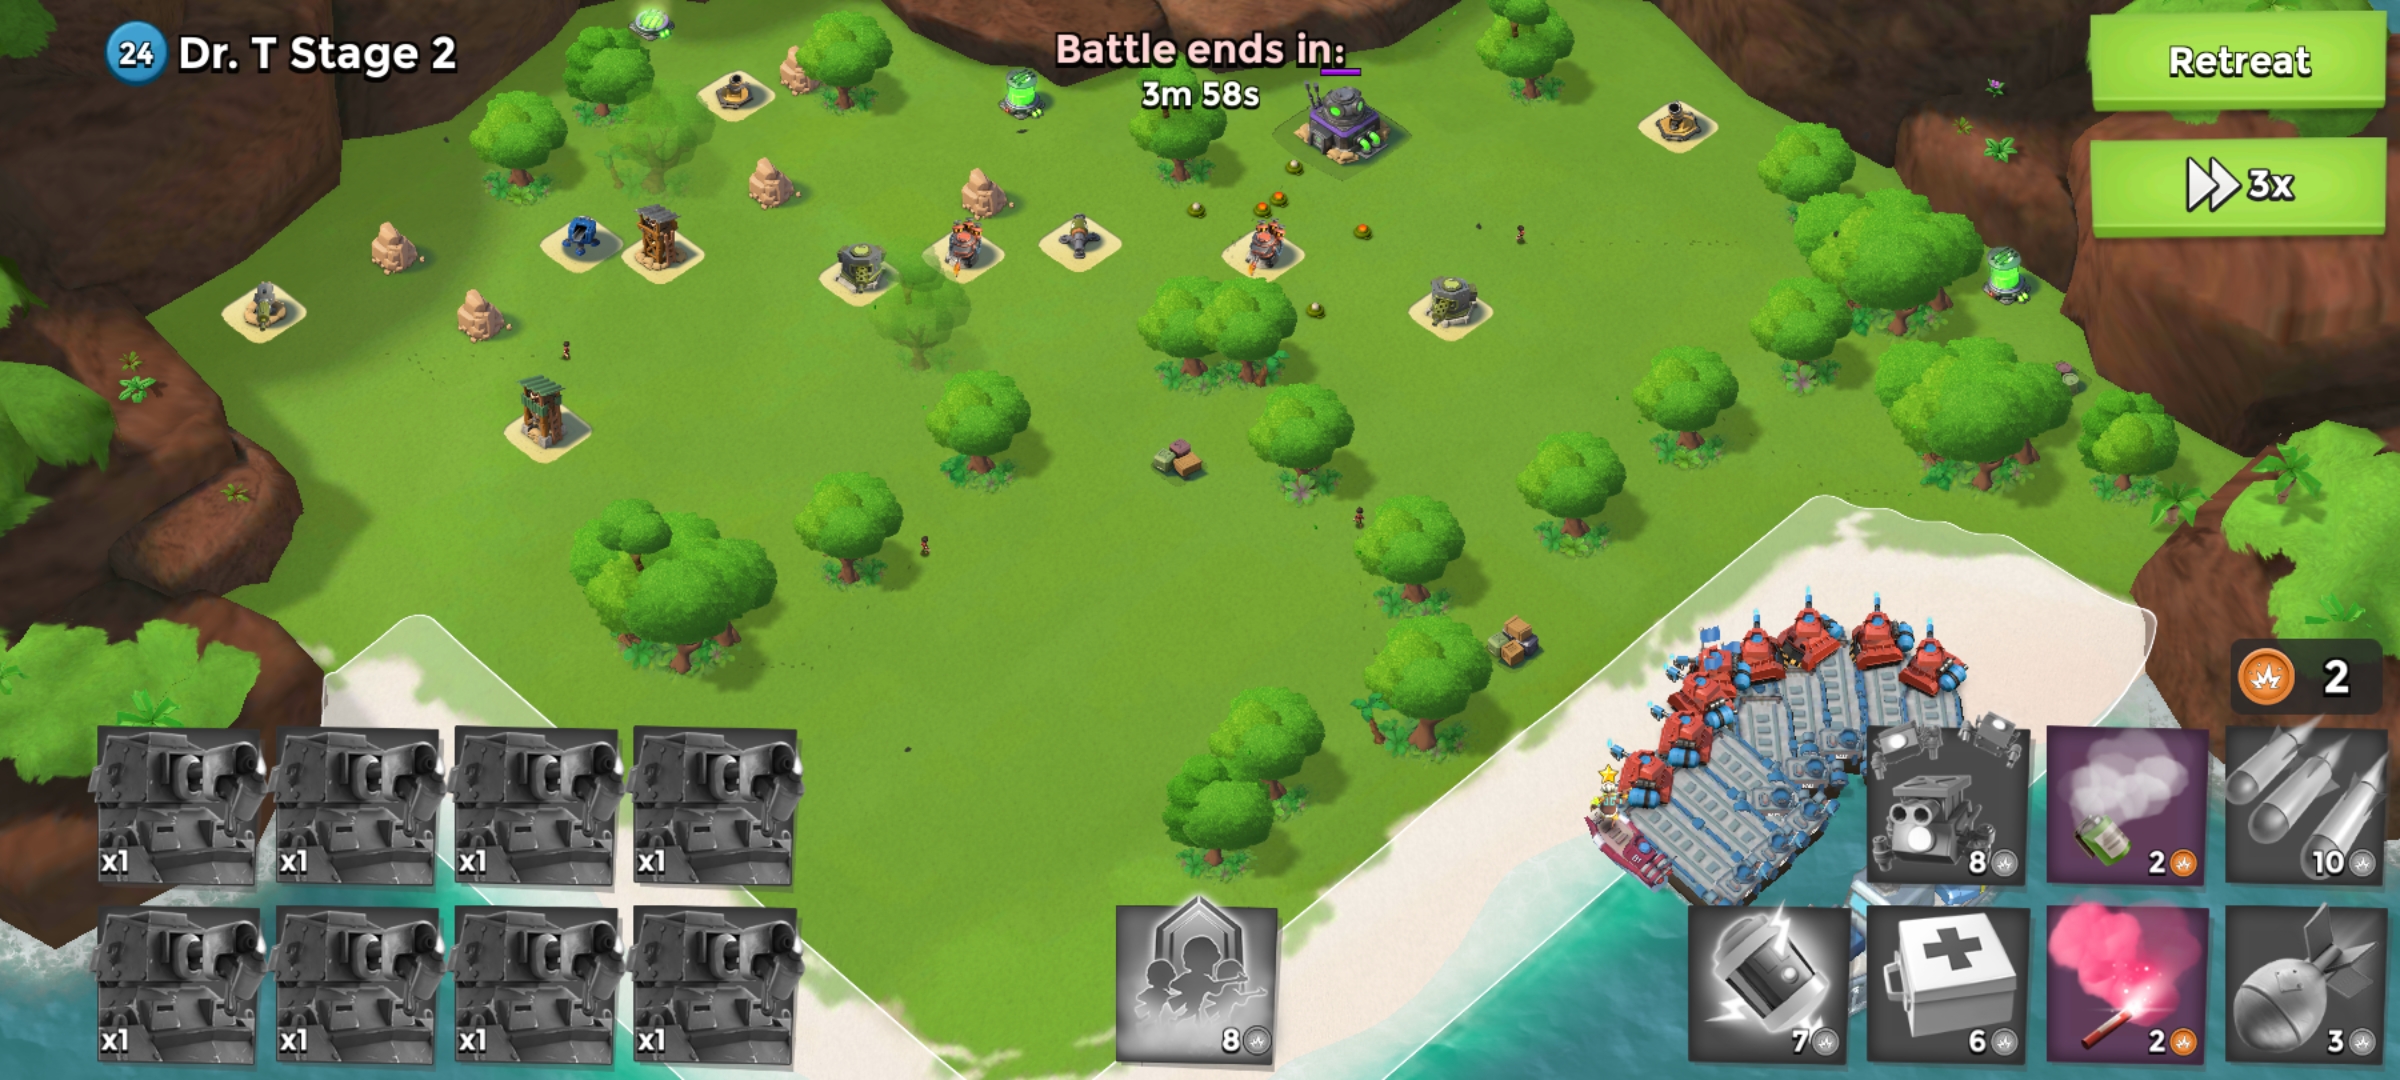 24 Dr. T Stage 2
Battle ends in:
3m 58s
Retreat
3x
2
x1 x1 x1 x1
8 2 10
x1 x1 x1 x1
8 7 6 2 3